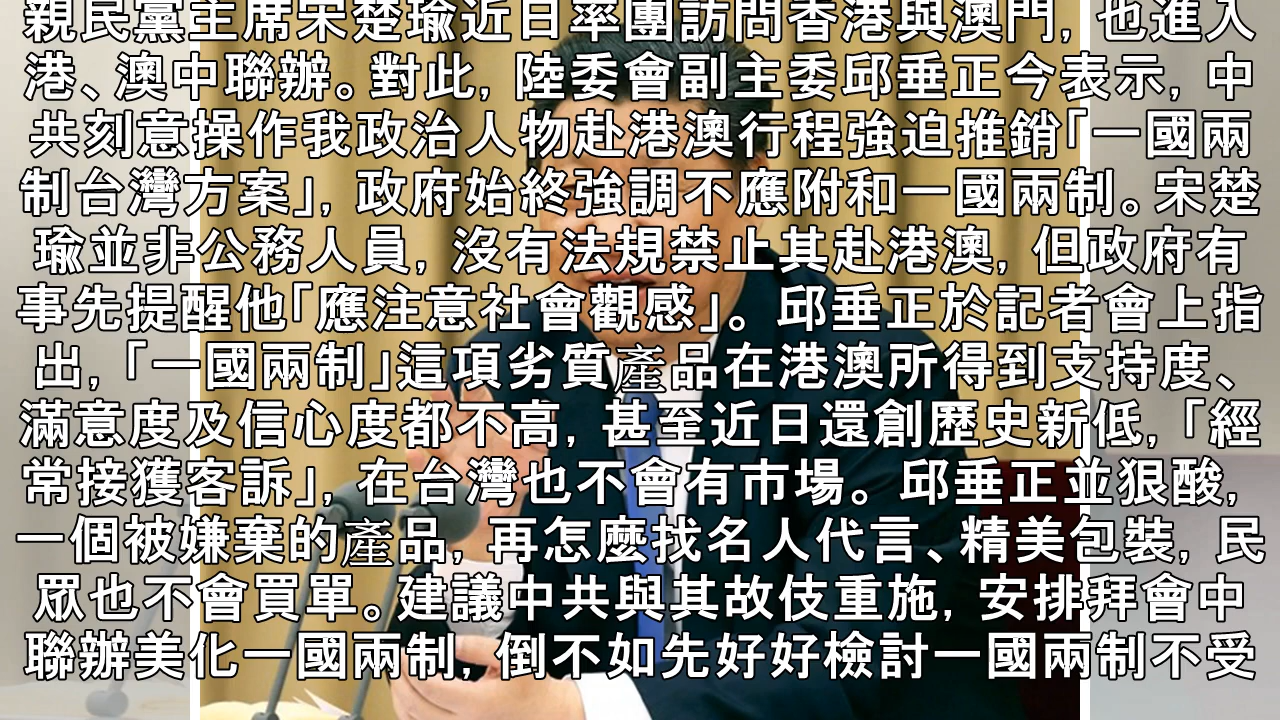 親民黨主席宋楚瑜近日率團訪問香港與澳門, 也進入
港、澳中聯辦。對此, 陸委會副主委邱垂正今表示, 中
共刻意操作我政治人物赴港澳行程強迫推銷「一國兩
制台灣方案」, 政府始終強調不應附和一國兩制。宋楚
瑜並非公務人員, 沒有法規禁止其赴港澳, 但政府有
事先提醒他「應注意社會觀感」。邱垂正於記者會上指
出, 「一國兩制」這項劣質產品在港澳所得到支持度、
滿意度及信心度都不高, 甚至近日還創歷史新低, 「經
常接獲客訴」, 在台灣也不會有市場。邱垂正並狠酸,
一個被嫌棄的產品, 再怎麼找名人代言、精美包裝, 民
眾也不會買單。建議中共與其故伎重施, 安排拜會中
聯辦美化一國兩制, 倒不如先好好檢討一國兩制不受